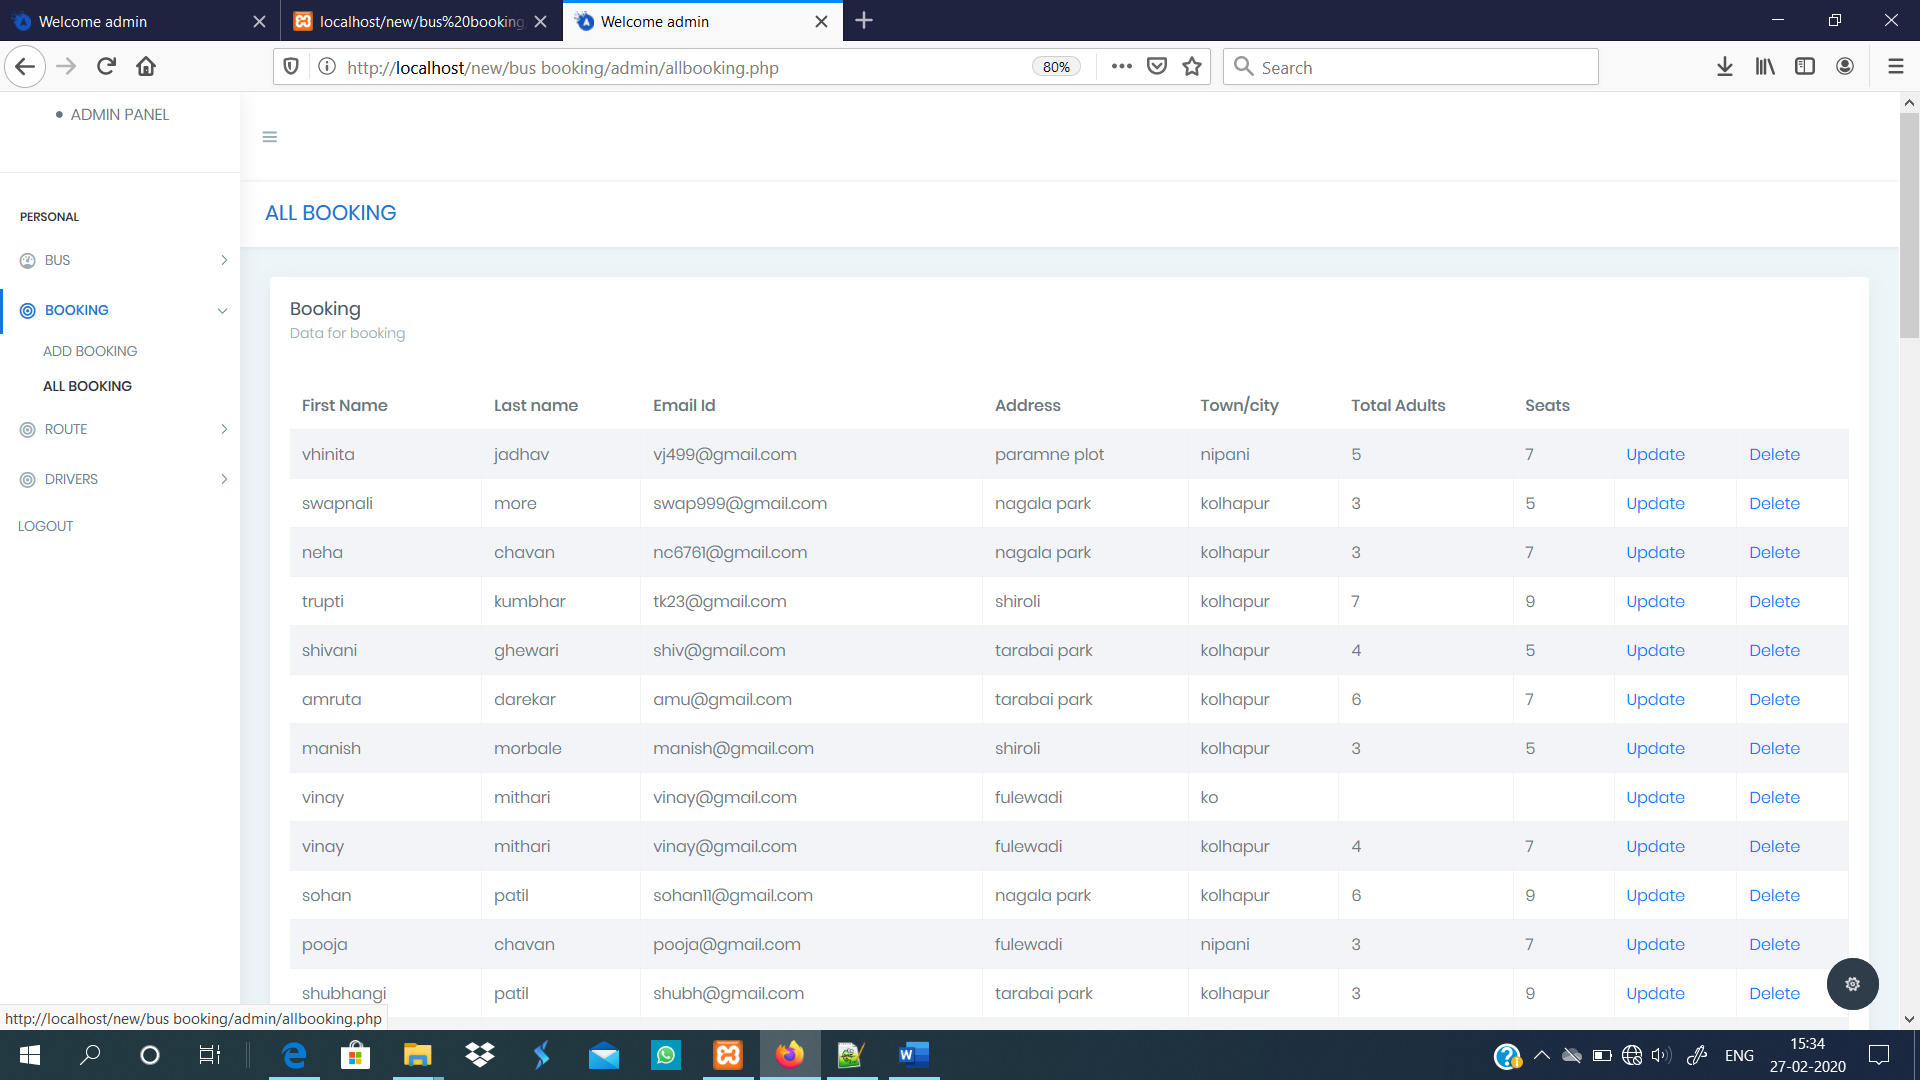 Welcome admin
localhost/new/bus%20booking
Welcome admin
http://localhost/new/bus booking/admin/allbooking.php
80%
Search
ADMIN PANEL
PERSONAL
BUS
BOOKING
ADD BOOKING
ALL BOOKING
ROUTE
DRIVERS
LOGOUT
ALL BOOKING
Booking
Data for booking
First Name Last name Email Id Address Town/city Total Adults Seats
vhinita jadhav vj499@gmail.com paramne plot nipani 5 7 Update Delete
swapnali more swap999@gmail.com nagala park kolhapur 3 5 Update Delete
neha chavan nc6761@gmail.com nagala park kolhapur 3 7 Update Delete
trupti kumbhar tk23@gmail.com shiroli kolhapur 7 9 Update Delete
shivani ghewari shiv@gmail.com tarabai park kolhapur 4 5 Update Delete
amruta darekar amu@gmail.com tarabai park kolhapur 6 7 Update Delete
manish morbale manish@gmail.com shiroli kolhapur 3 5 Update Delete
vinay mithari vinay@gmail.com fulewadi ko Update Delete
vinay mithari vinay@gmail.com fulewadi kolhapur 4 7 Update Delete
sohan patil sohan11@gmail.com nagala park kolhapur 6 9 Update Delete
pooja chavan pooja@gmail.com fulewadi nipani 3 7 Update Delete
shubhangi patil shubh@gmail.com tarabai park kolhapur 3 9 Update Delete
http://localhost/new/bus booking/admin/allbooking.php
ENG
15:34
27-02-2020